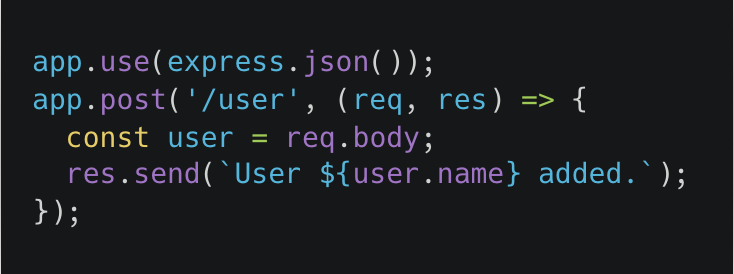 app.use(express.json());
app.post('/user', (req, res) => {
  const user = req.body;
  res.send(`User ${user.name} added.`);
});